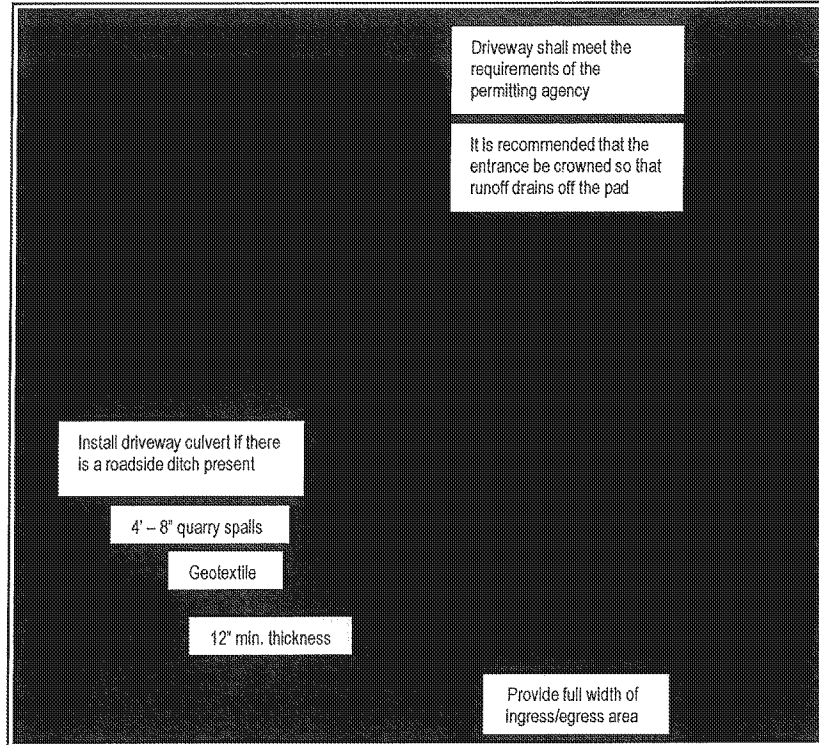 Driveway shall meet the
requirements of the
permitting agency
It is recommended that the
entrance be crowned so that
runoff drains off the pad
Install driveway culvert if there
is a roadside ditch present
4' – 8" quarry spalls
Geotextile
12" min. thickness
Provide full width of
ingress/egress area